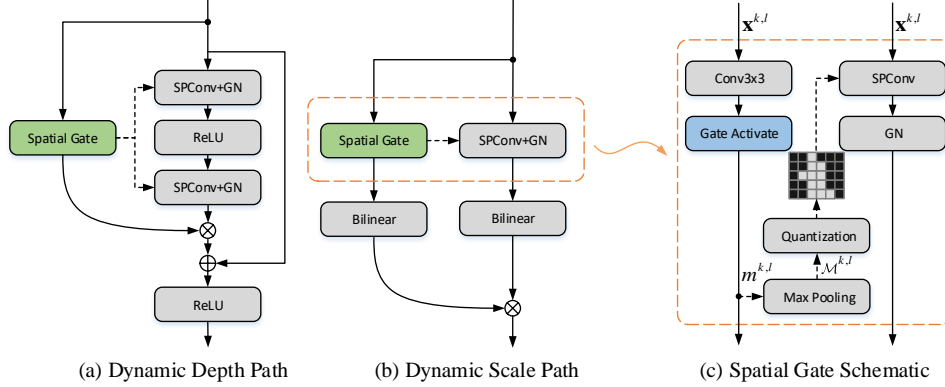 SPConv+GN
Spatial Gate
ReLU
SPConv+GN
ReLU
(a) Dynamic Depth Path
Spatial Gate
SPConv+GN
Bilinear
Bilinear
(b) Dynamic Scale Path
𝐱^{k,l}
𝐱^{k,l}
Conv3x3
SPConv
Gate Activate
GN
Quantization
m^{k,l}
ℳ^{k,l}
Max Pooling
(c) Spatial Gate Schematic